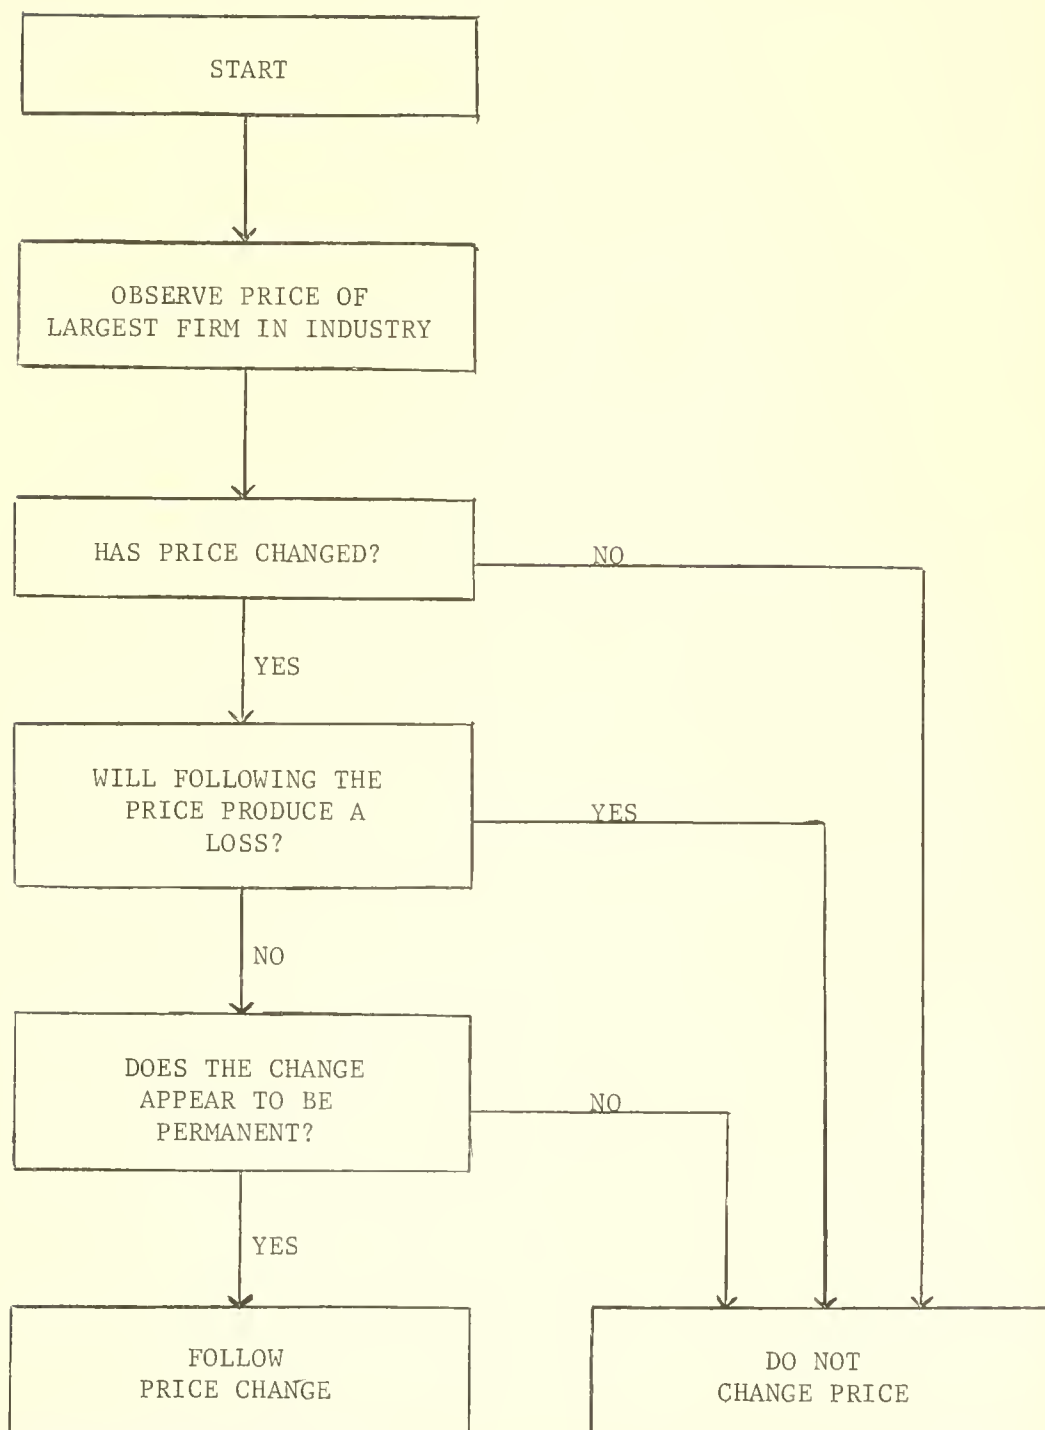 START
OBSERVE PRICE OF
LARGEST FIRM IN INDUSTRY
HAS PRICE CHANGED?
NO
YES
WILL FOLLOWING THE
PRICE PRODUCE A
LOSS?
YES
NO
DOES THE CHANGE
APPEAR TO BE
PERMANENT?
NO
YES
FOLLOW
PRICE CHANGE
DO NOT
CHANGE PRICE